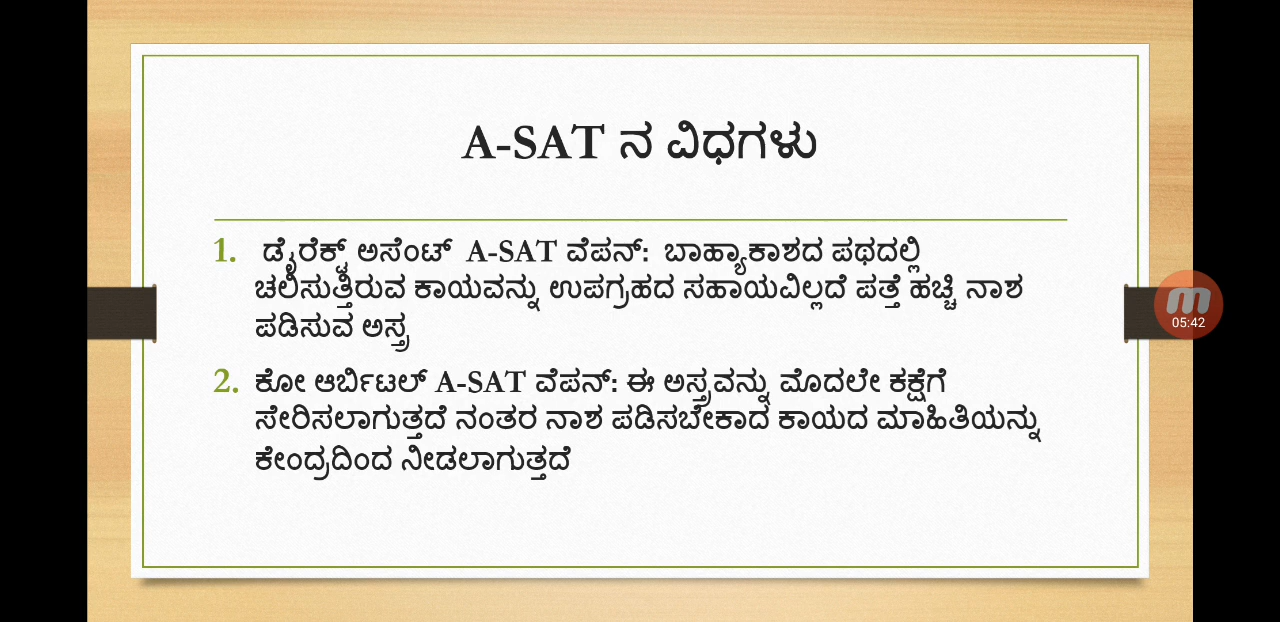 A-SAT ನ ವಿಧಗಳು
1. ಡೈರೆಕ್ಟ್ ಅಸೆಂಟ್ A-SAT ವೆಪನ್: ಬಾಹ್ಯಾಕಾಶದ ಪಥದಲ್ಲಿ
ಚಲಿಸುತ್ತಿರುವ ಕಾಯವನ್ನು ಉಪಗ್ರಹದ ಸಹಾಯವಿಲ್ಲದೆ ಪತ್ತೆ ಹಚ್ಚಿ ನಾಶ
ಪಡಿಸುವ ಅಸ್ತ್ರ
2. ಕೋ ಆರ್ಬಿಟಲ್ A-SAT ವೆಪನ್: ಈ ಅಸ್ತ್ರವನ್ನು ಮೊದಲೇ ಕಕ್ಷೆಗೆ
ಸೇರಿಸಲಾಗುತ್ತದೆ ನಂತರ ನಾಶ ಪಡಿಸಬೇಕಾದ ಕಾಯದ ಮಾಹಿತಿಯನ್ನು
ಕೇಂದ್ರದಿಂದ ನೀಡಲಾಗುತ್ತದೆ
05:42